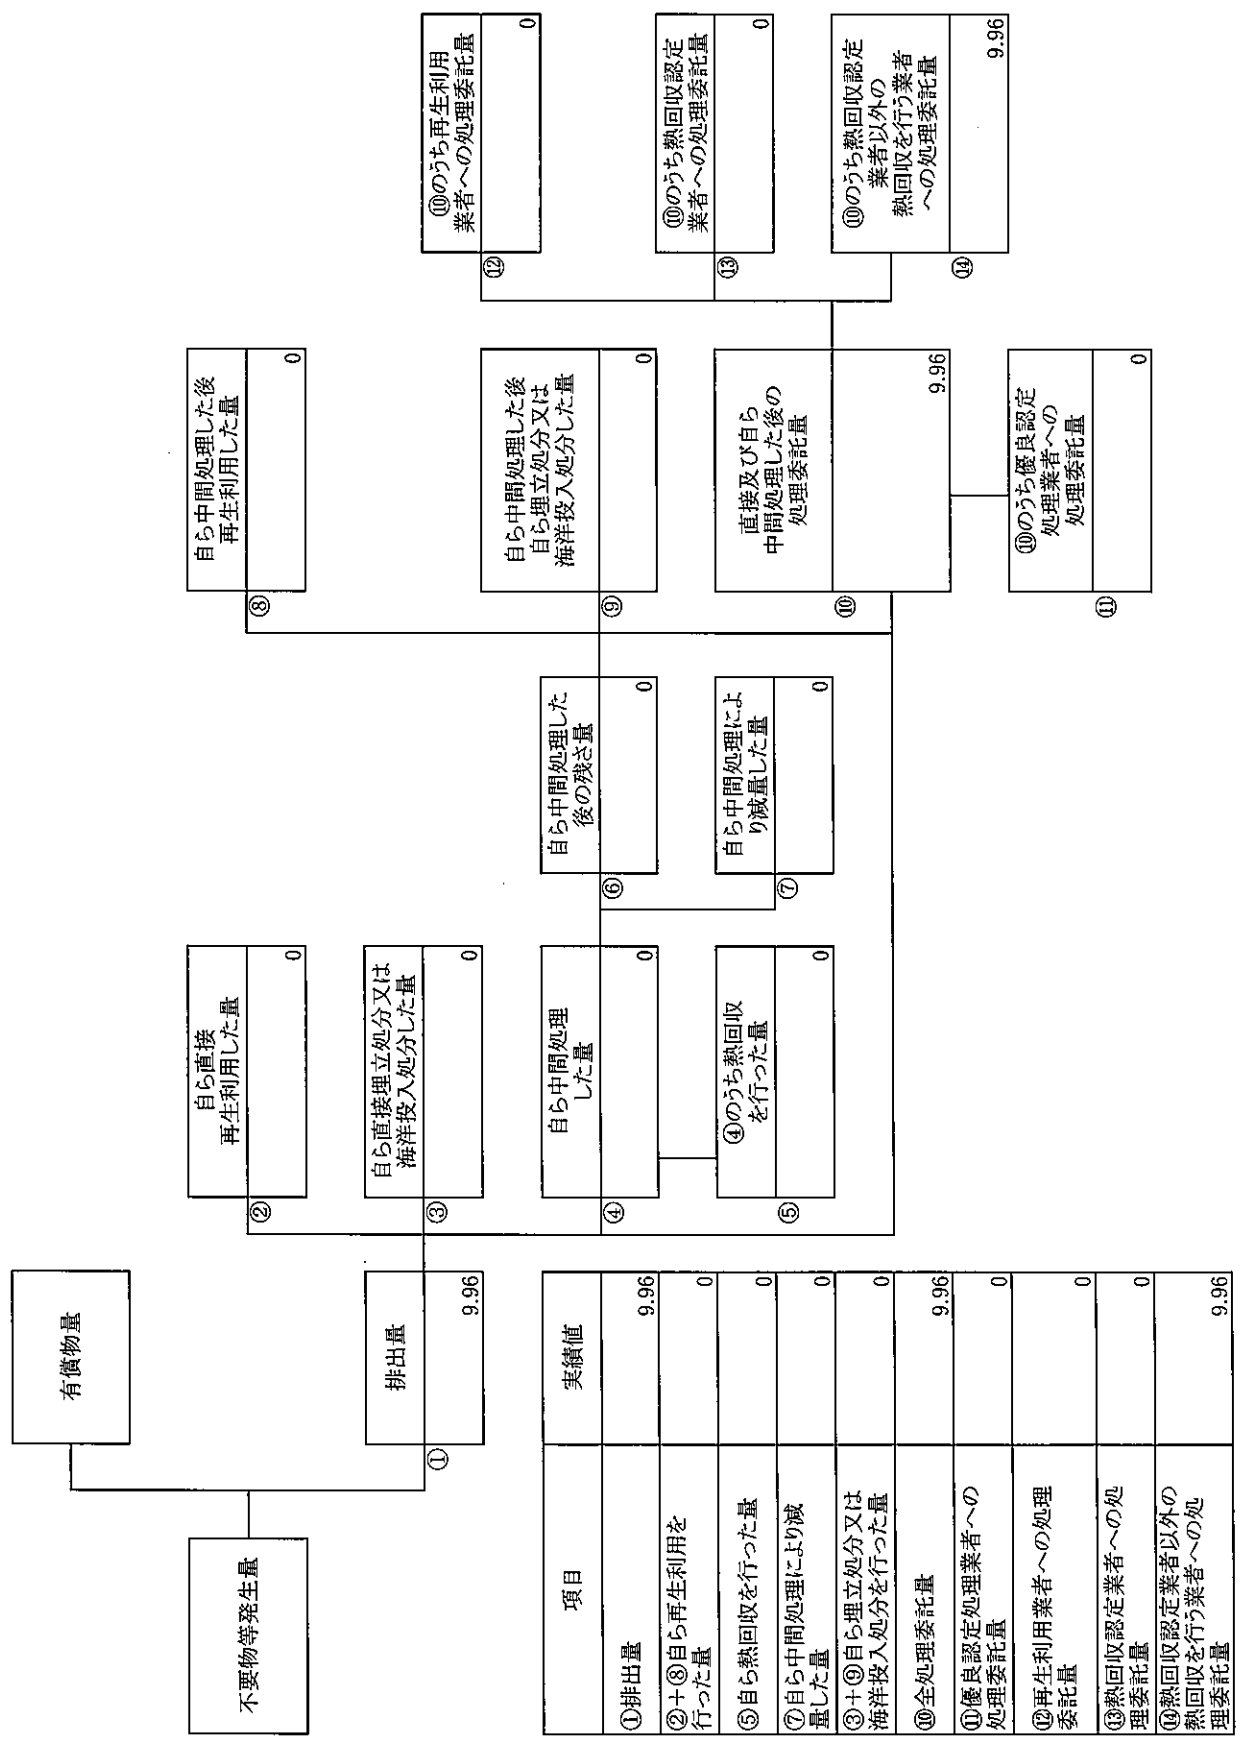 不要物等発生量
有償物量
①
排出量
9.96
②
自ら直接
再生利用した量
0
③
自ら直接埋立処分又は
海洋投入処分した量
0
④
自ら中間処理
した量
0
⑤
④のうち熱回収
を行った量
0
⑥
自ら中間処理した
後の残さ量
0
⑦
自ら中間処理によ
り減量した量
0
⑧
自ら中間処理した後
再生利用した量
0
⑨
自ら中間処理した後
自ら埋立処分又は
海洋投入処分した量
0
⑩
直接及び自ら
中間処理した後の
処理委託量
9.96
⑪
⑩のうち優良認定
処理業者への
処理委託量
0
⑫
⑩のうち再生利用
業者への処理委託量
0
⑬
⑩のうち熱回収認定
業者への処理委託量
0
⑭
⑩のうち熱回収認定
業者以外の
熱回収を行う業者
への処理委託量
9.96
項目 実績値
①排出量 9.96
②+⑧自ら再生利用を
行った量 0
⑤自ら熱回収を行った量 0
⑦自ら中間処理により減
量した量 0
③+⑨自ら埋立処分又は
海洋投入処分を行った量 0
⑩全処理委託量 9.96
⑪優良認定処理業者への
処理委託量 0
⑫再生利用業者への処理
委託量 0
⑬熱回収認定業者への処
理委託量 0
⑭熱回収認定業者以外の
熱回収を行う業者への処
理委託量 9.96